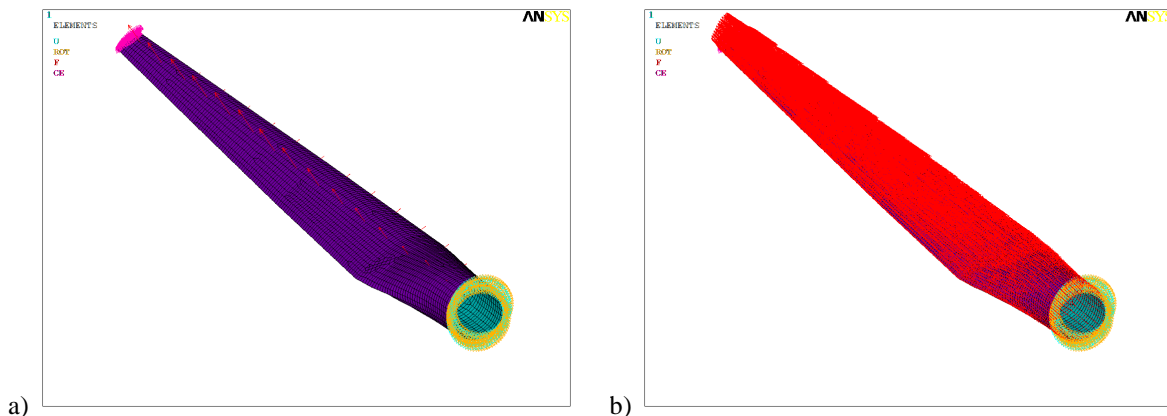 1
ELEMENTS
U
ROT
F
CE
ANSYS
a)
1
ELEMENTS
U
ROT
F
CE
ANSYS
b)